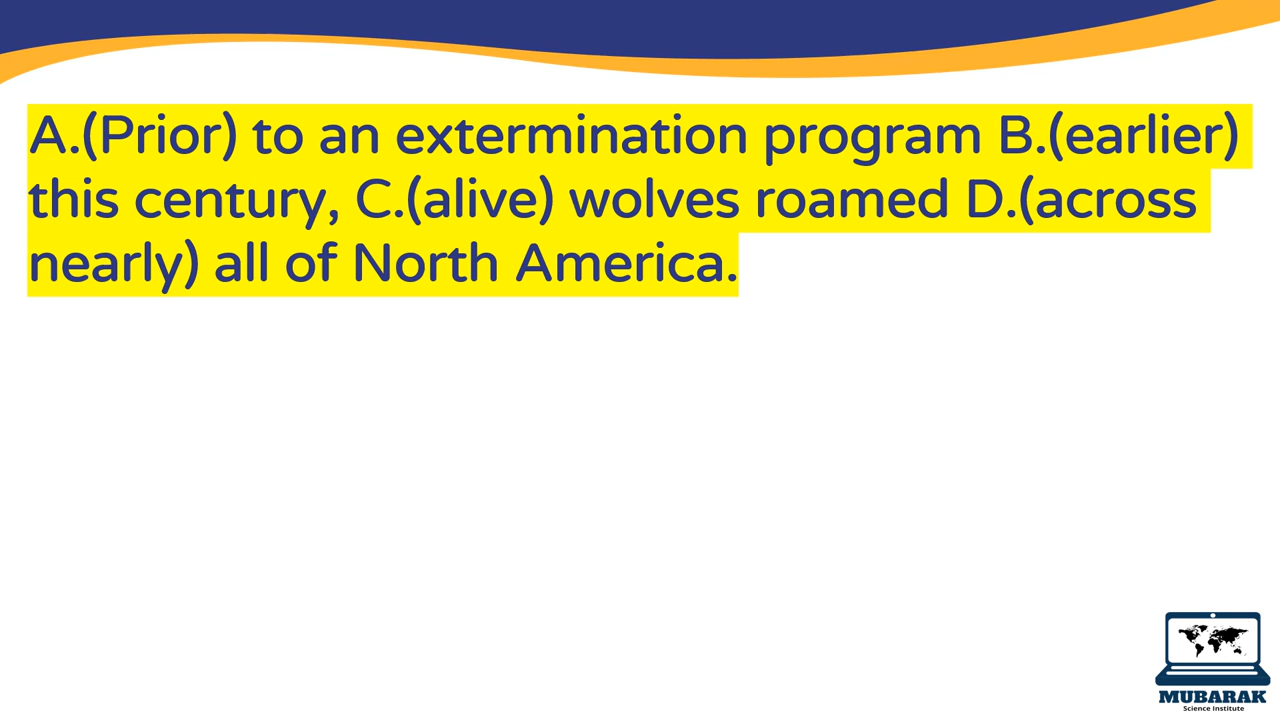 A.(Prior) to an extermination program B.(earlier)
this century, C.(alive) wolves roamed D.(across
nearly) all of North America.
MUBARAK
Science Institute